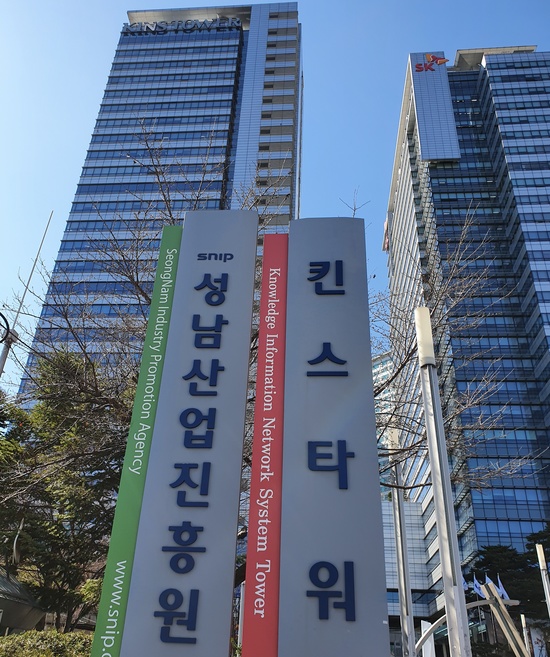 KINS TOWER
SK
SeongNam Industry Promotion Agency
www.snip.
snip
성남산업진흥원
Knowledge Information Network System Tower
킨스타워